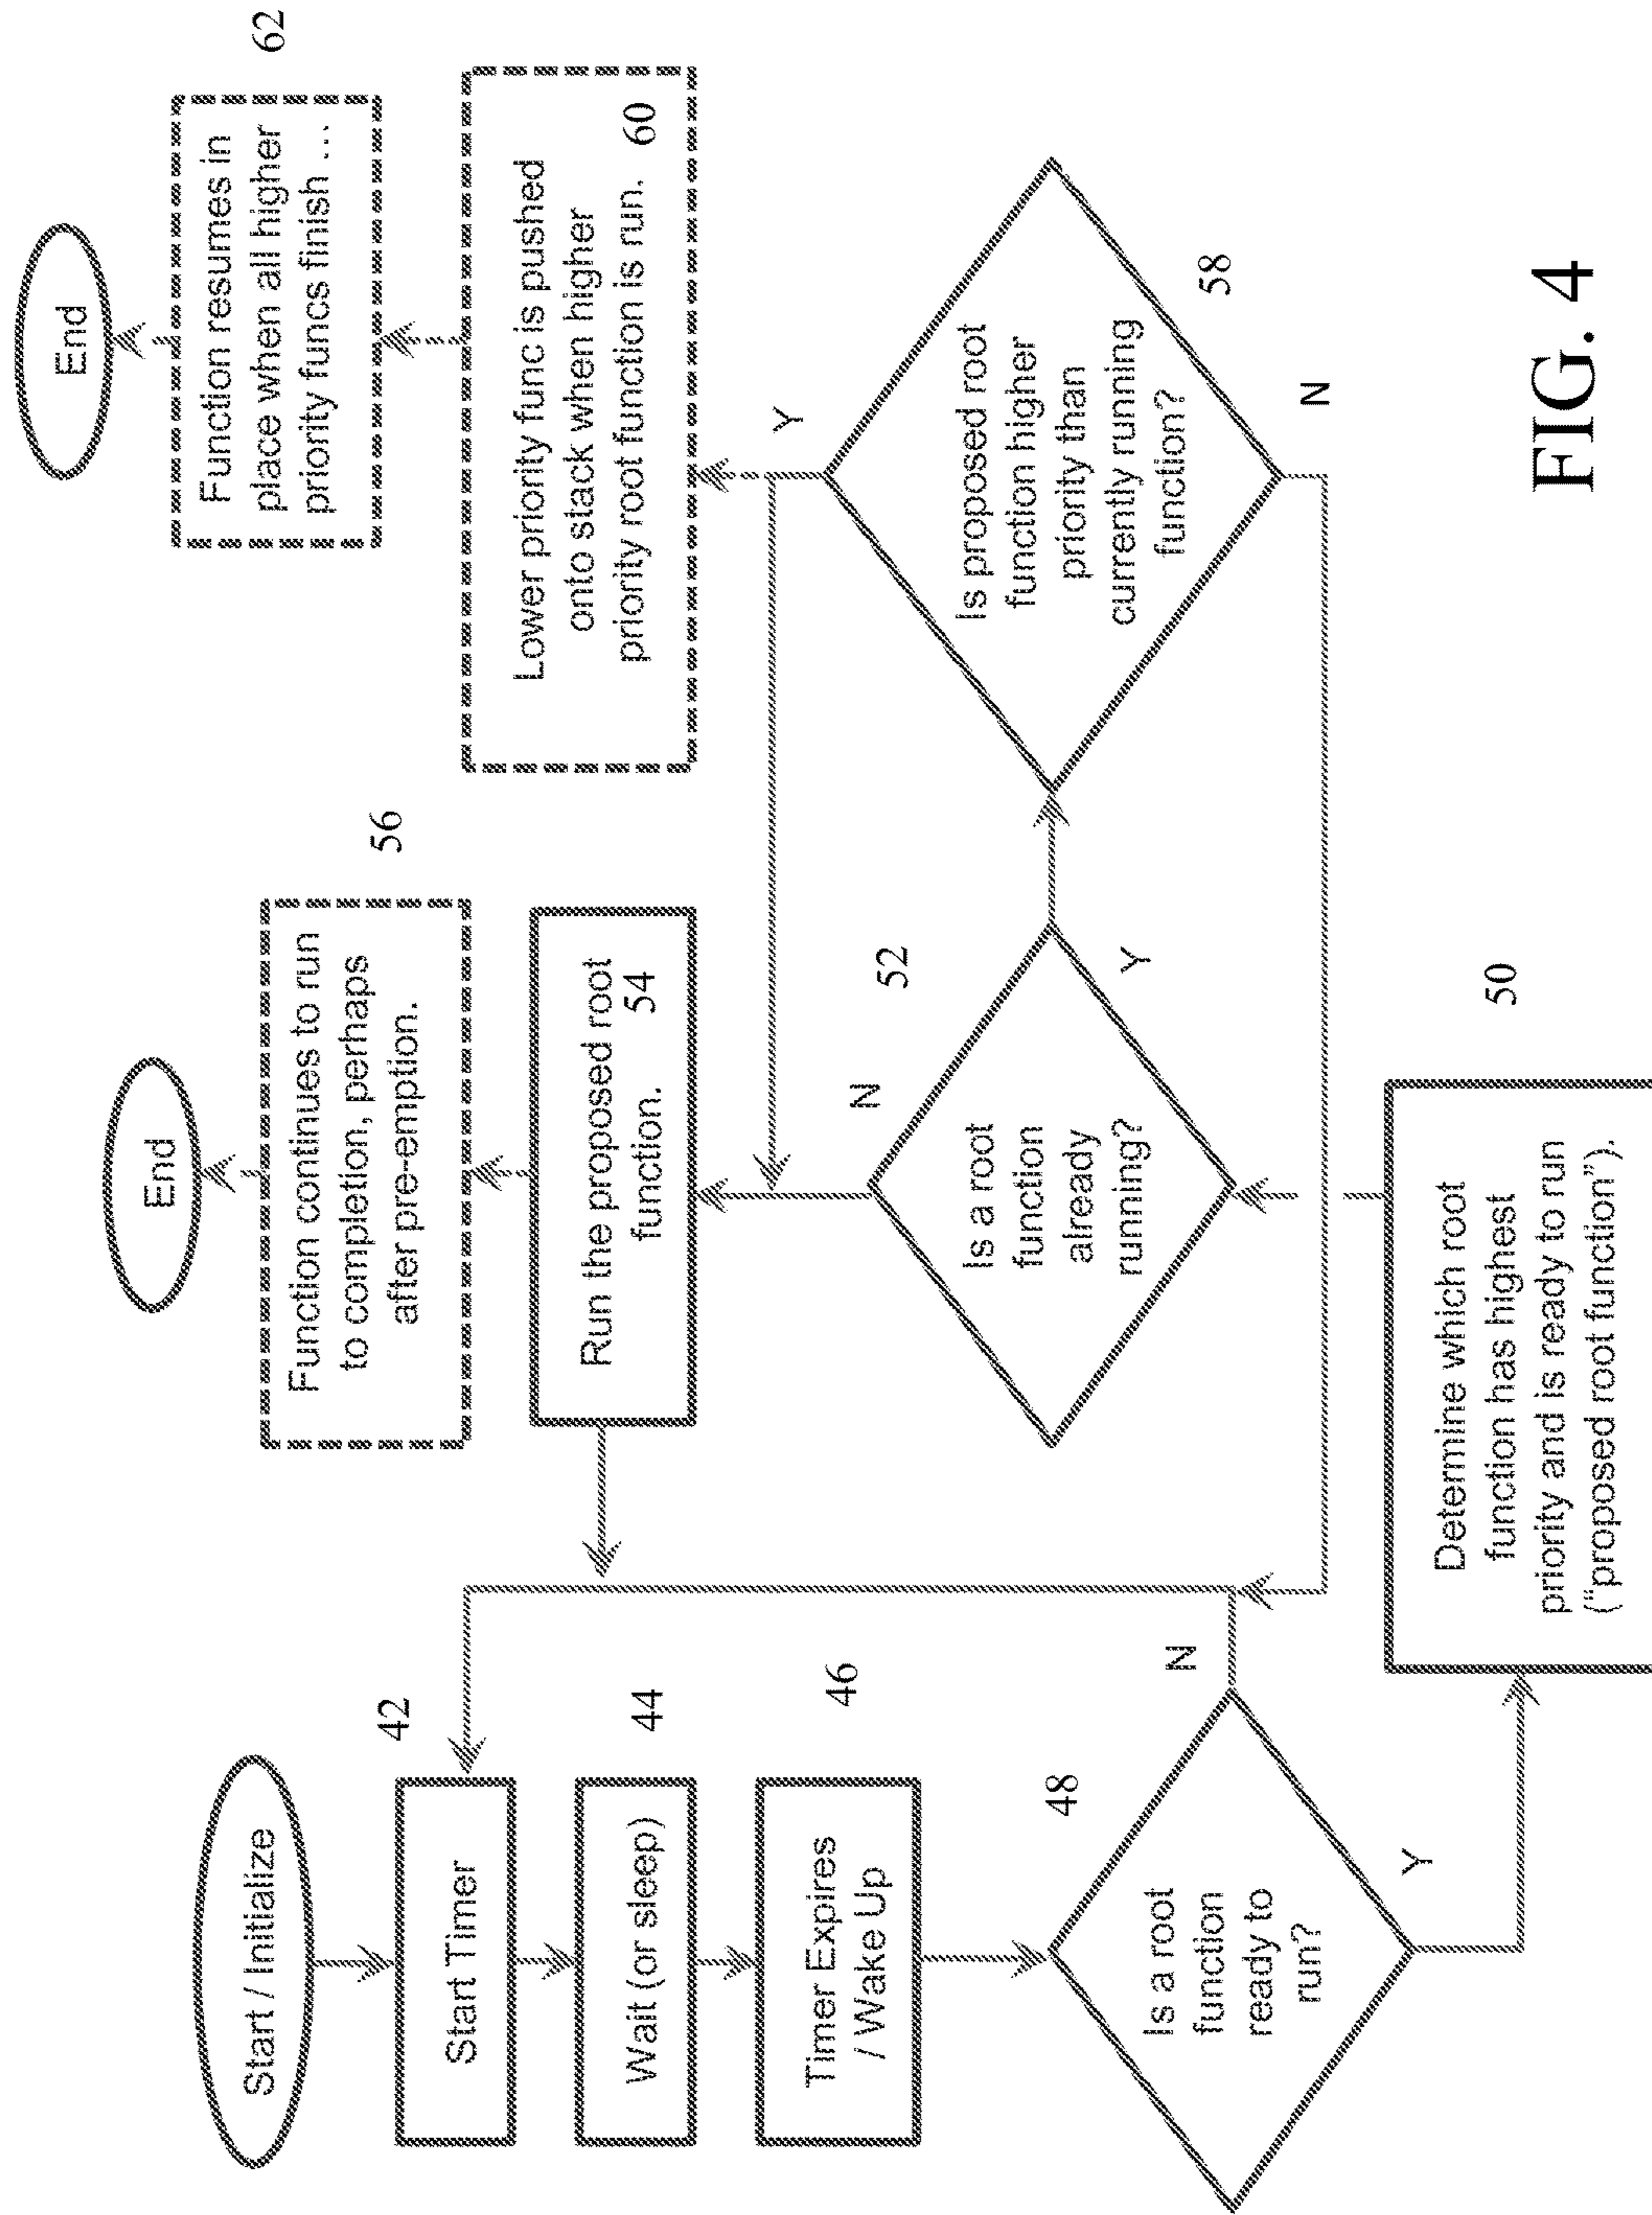 Start / Initialize
42
Start Timer
44
Wait (or sleep)
46
Timer Expires
/ Wake Up
48
Is a root
function
ready to
run?
N
Y
50
Determine which root
function has highest
priority and is ready to run
("proposed root function").
52
Is a root
function
already
running?
N
Y
Run the proposed root
function.
54
56
Function continues to run
to completion, perhaps
after pre-emption.
End
58
Is proposed root
function higher
priority than
currently running
function?
Y
N
Lower priority func is pushed
onto stack when higher
priority root function is run.
60
62
Function resumes in
place when all higher
priority funcs finish ...
End
FIG. 4